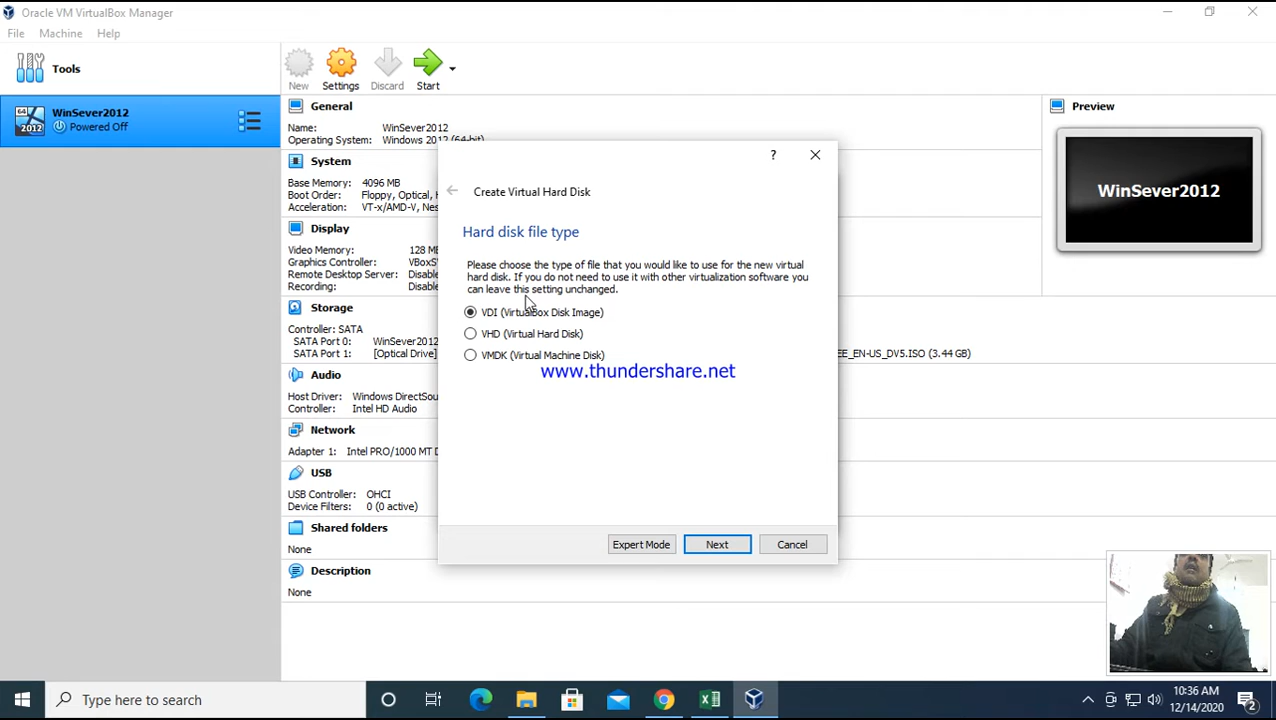 Oracle VM VirtualBox Manager
File Machine Help
Tools
New Settings Discard Start
64
2012
WinSever2012
Powered Off
General
Name: WinSever2012
Operating System: Windows 2012 (64-bit)
System
Base Memory: 4096 MB
Boot Order: Floppy, Optical,
Acceleration: VT-x/AMD-V,
Display
Video Memory: 128 MB
Graphics Controller:
Remote Desktop Server:
Recording:
Storage
Controller: SATA
SATA Port 0: WinSever2012
SATA Port 1: [Optical Drive] EE_EN-US_DV5.ISO (3.44 GB)
Audio
Host Driver: Windows
Controller: Intel HD Audio
Network
Adapter 1: Intel PRO/1000 MT
USB
USB Controller: OHCI
Device Filters: 0 (0 active)
Shared folders
None
Description
None
Preview
WinSever2012
?
Create Virtual Hard Disk
Hard disk file type
Please choose the type of file that you would like to use for the new virtual
hard disk. If you do not need to use it with other virtualization software you
can leave this setting unchanged.
VDI (VirtualBox Disk Image)
VHD (Virtual Hard Disk)
VMDK (Virtual Machine Disk)
www.thundershare.net
Expert Mode Next Cancel
Type here to search
10:36 AM
12/14/2020
2